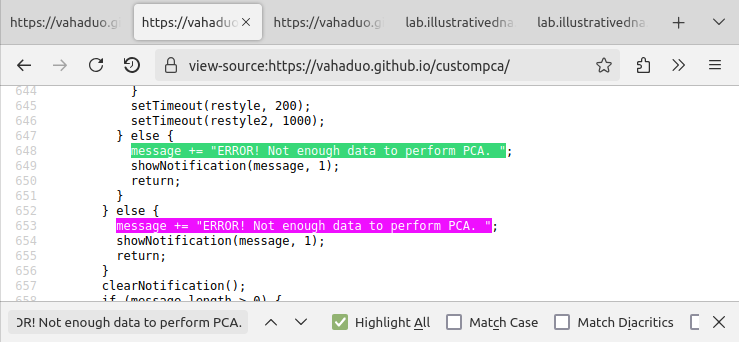 https://vahaduo.gi
https://vahaduo
https://vahaduo.gi
lab.illustrativedna
lab.illustrativedna
view-source:https://vahaduo.github.io/custompca/
644 }
645 setTimeout(restyle, 200);
646 setTimeout(restyle2, 1000);
647 } else {
648 message += "ERROR! Not enough data to perform PCA. ";
649 showNotification(message, 1);
650 return;
651 }
652 } else {
653 message += "ERROR! Not enough data to perform PCA. ";
654 showNotification(message, 1);
655 return;
656 }
657 clearNotification();
658 if (message.length > 0) {
OR! Not enough data to perform PCA.
Highlight All
Match Case
Match Diacritics